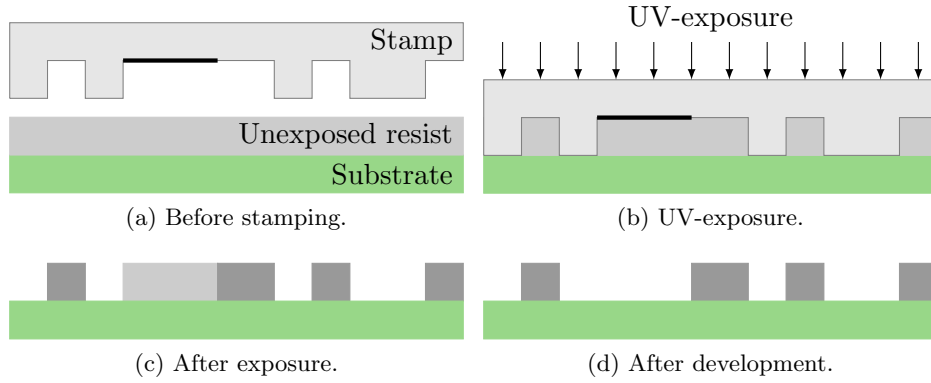 Stamp
Unexposed resist
Substrate
(a) Before stamping.
UV-exposure
(b) UV-exposure.
(c) After exposure.
(d) After development.